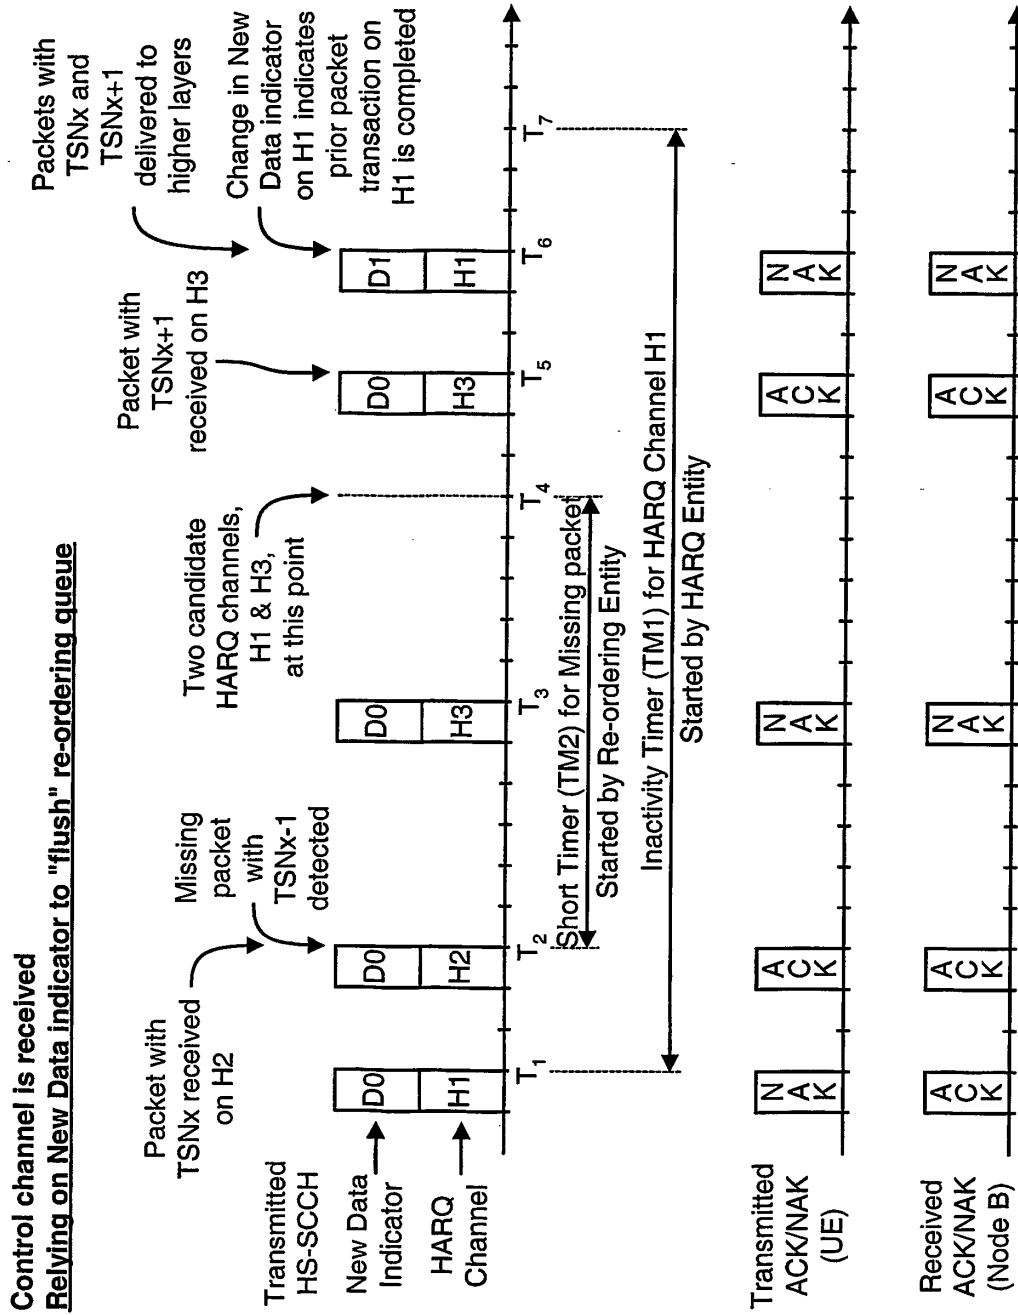 Control channel is received
Relying on New Data indicator to "flush" re-ordering queue
Packet with
TSNx received
on H2
Missing
packet
with
TSNx-1
detected
Two candidate
HARQ channels,
H1 & H3,
at this point
Packet with
TSNx+1
received on H3
Packets with
TSNx and
TSNx+1
delivered to
higher layers
Change in New
Data indicator
on H1 indicates
prior packet
transaction on
H1 is completed
Transmitted
HS-SCCH
New Data
Indicator
HARQ
Channel
D0
H1
D0
H2
D0
H3
D0
H3
D1
H1
T1
T2
T3
T4
T5
T6
T7
Short Timer (TM2) for Missing packet
Started by Re-ordering Entity
Inactivity Timer (TM1) for HARQ Channel H1
Started by HARQ Entity
Transmitted
ACK/NAK
(UE)
NAK
ACK
NAK
ACK
NAK
Received
ACK/NAK
(Node B)
ACK
ACK
NAK
ACK
NAK